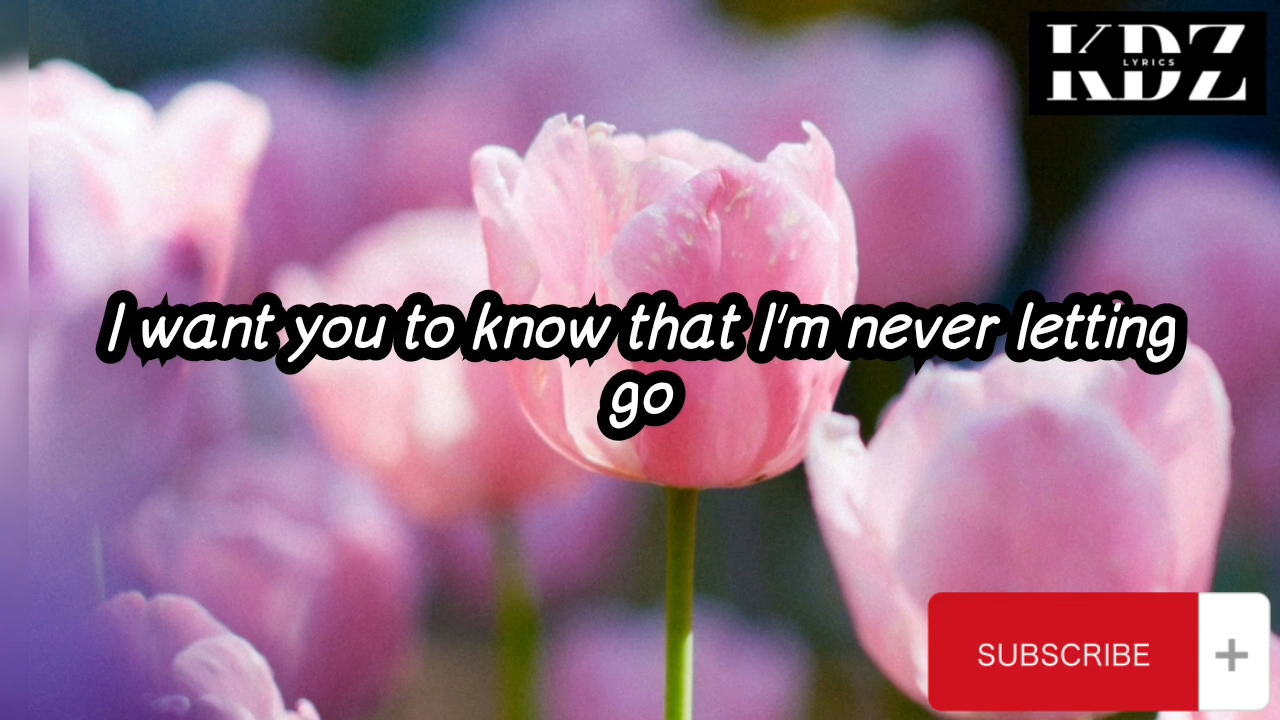 KDZ
LYRICS
I want you to know that I'm never letting
go
SUBSCRIBE +